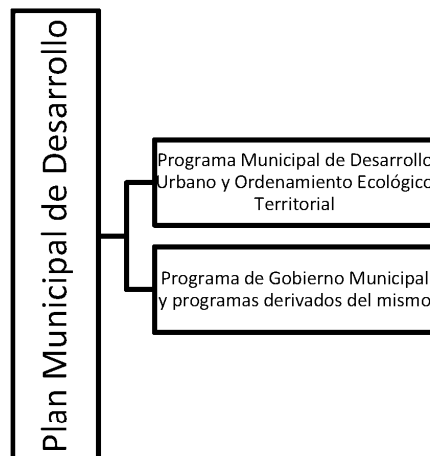 Plan Municipal de Desarrollo
Programa Municipal de Desarrollo
Urbano y Ordenamiento Ecológico
Territorial
Programa de Gobierno Municipal
y programas derivados del mismo